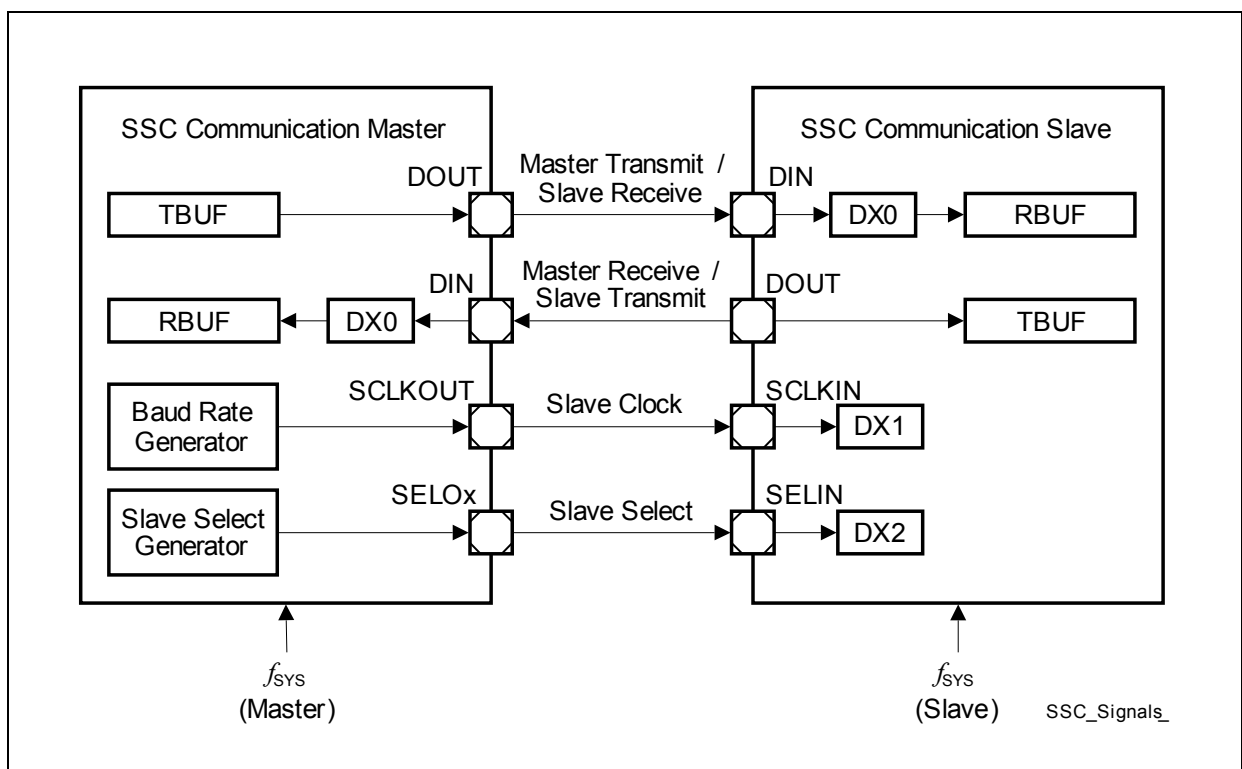 SSC Communication Master
SSC Communication Slave
DOUT
Master Transmit /
Slave Receive
DIN
TBUF
DX0
RBUF
DIN
Master Receive /
Slave Transmit
DOUT
RBUF
DX0
TBUF
SCLKOUT
Slave Clock
SCLKIN
Baud Rate
Generator
DX1
SELOx
Slave Select
SELIN
Slave Select
Generator
DX2
fSYS
(Master)
fSYS
(Slave)
SSC_Signals_